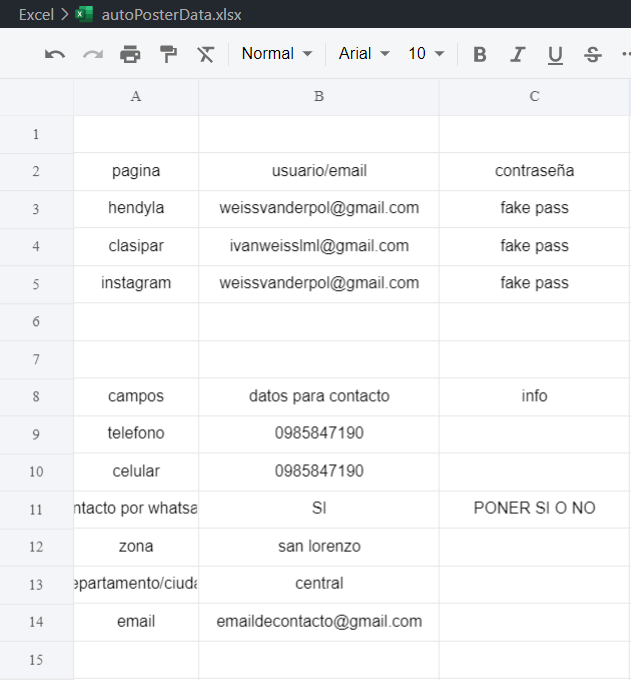 Excel > autoPosterData.xlsx
Normal Arial 10 B I U S
A B C
1
2 pagina usuario/email contraseña
3 hendyla weissvanderpol@gmail.com fake pass
4 clasipar ivanweisslml@gmail.com fake pass
5 instagram weissvanderpol@gmail.com fake pass
6
7
8 campos datos para contacto info
9 telefono 0985847190
10 celular 0985847190
11 ntacto por whatsa SI PONER SI O NO
12 zona san lorenzo
13 epartamento/ciuda central
14 email emaildecontacto@gmail.com
15